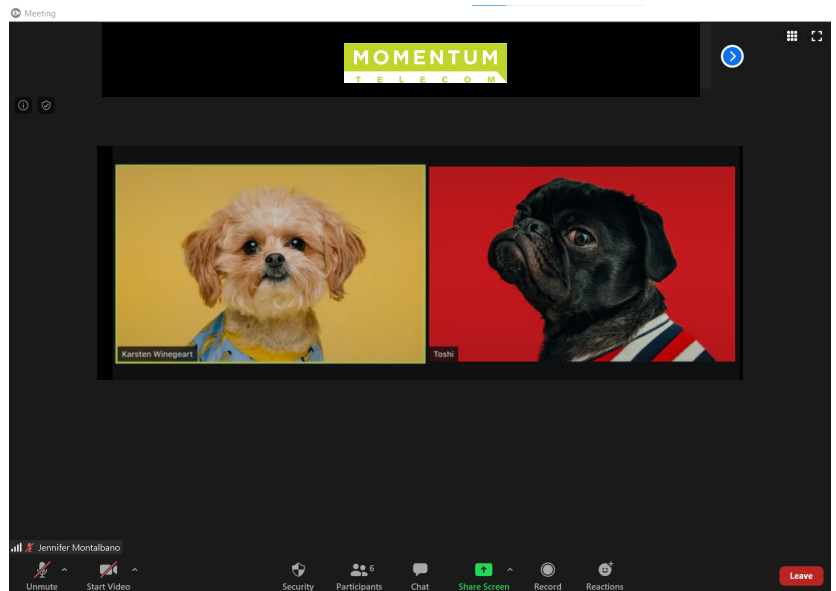 Meeting
MOMENTUM
TELECOM
Karsten Winegeart
Toshi
Jennifer Montalbano
6
Unmute
Start Video
Security
Participants
Chat
Share Screen
Record
Reactions
Leave